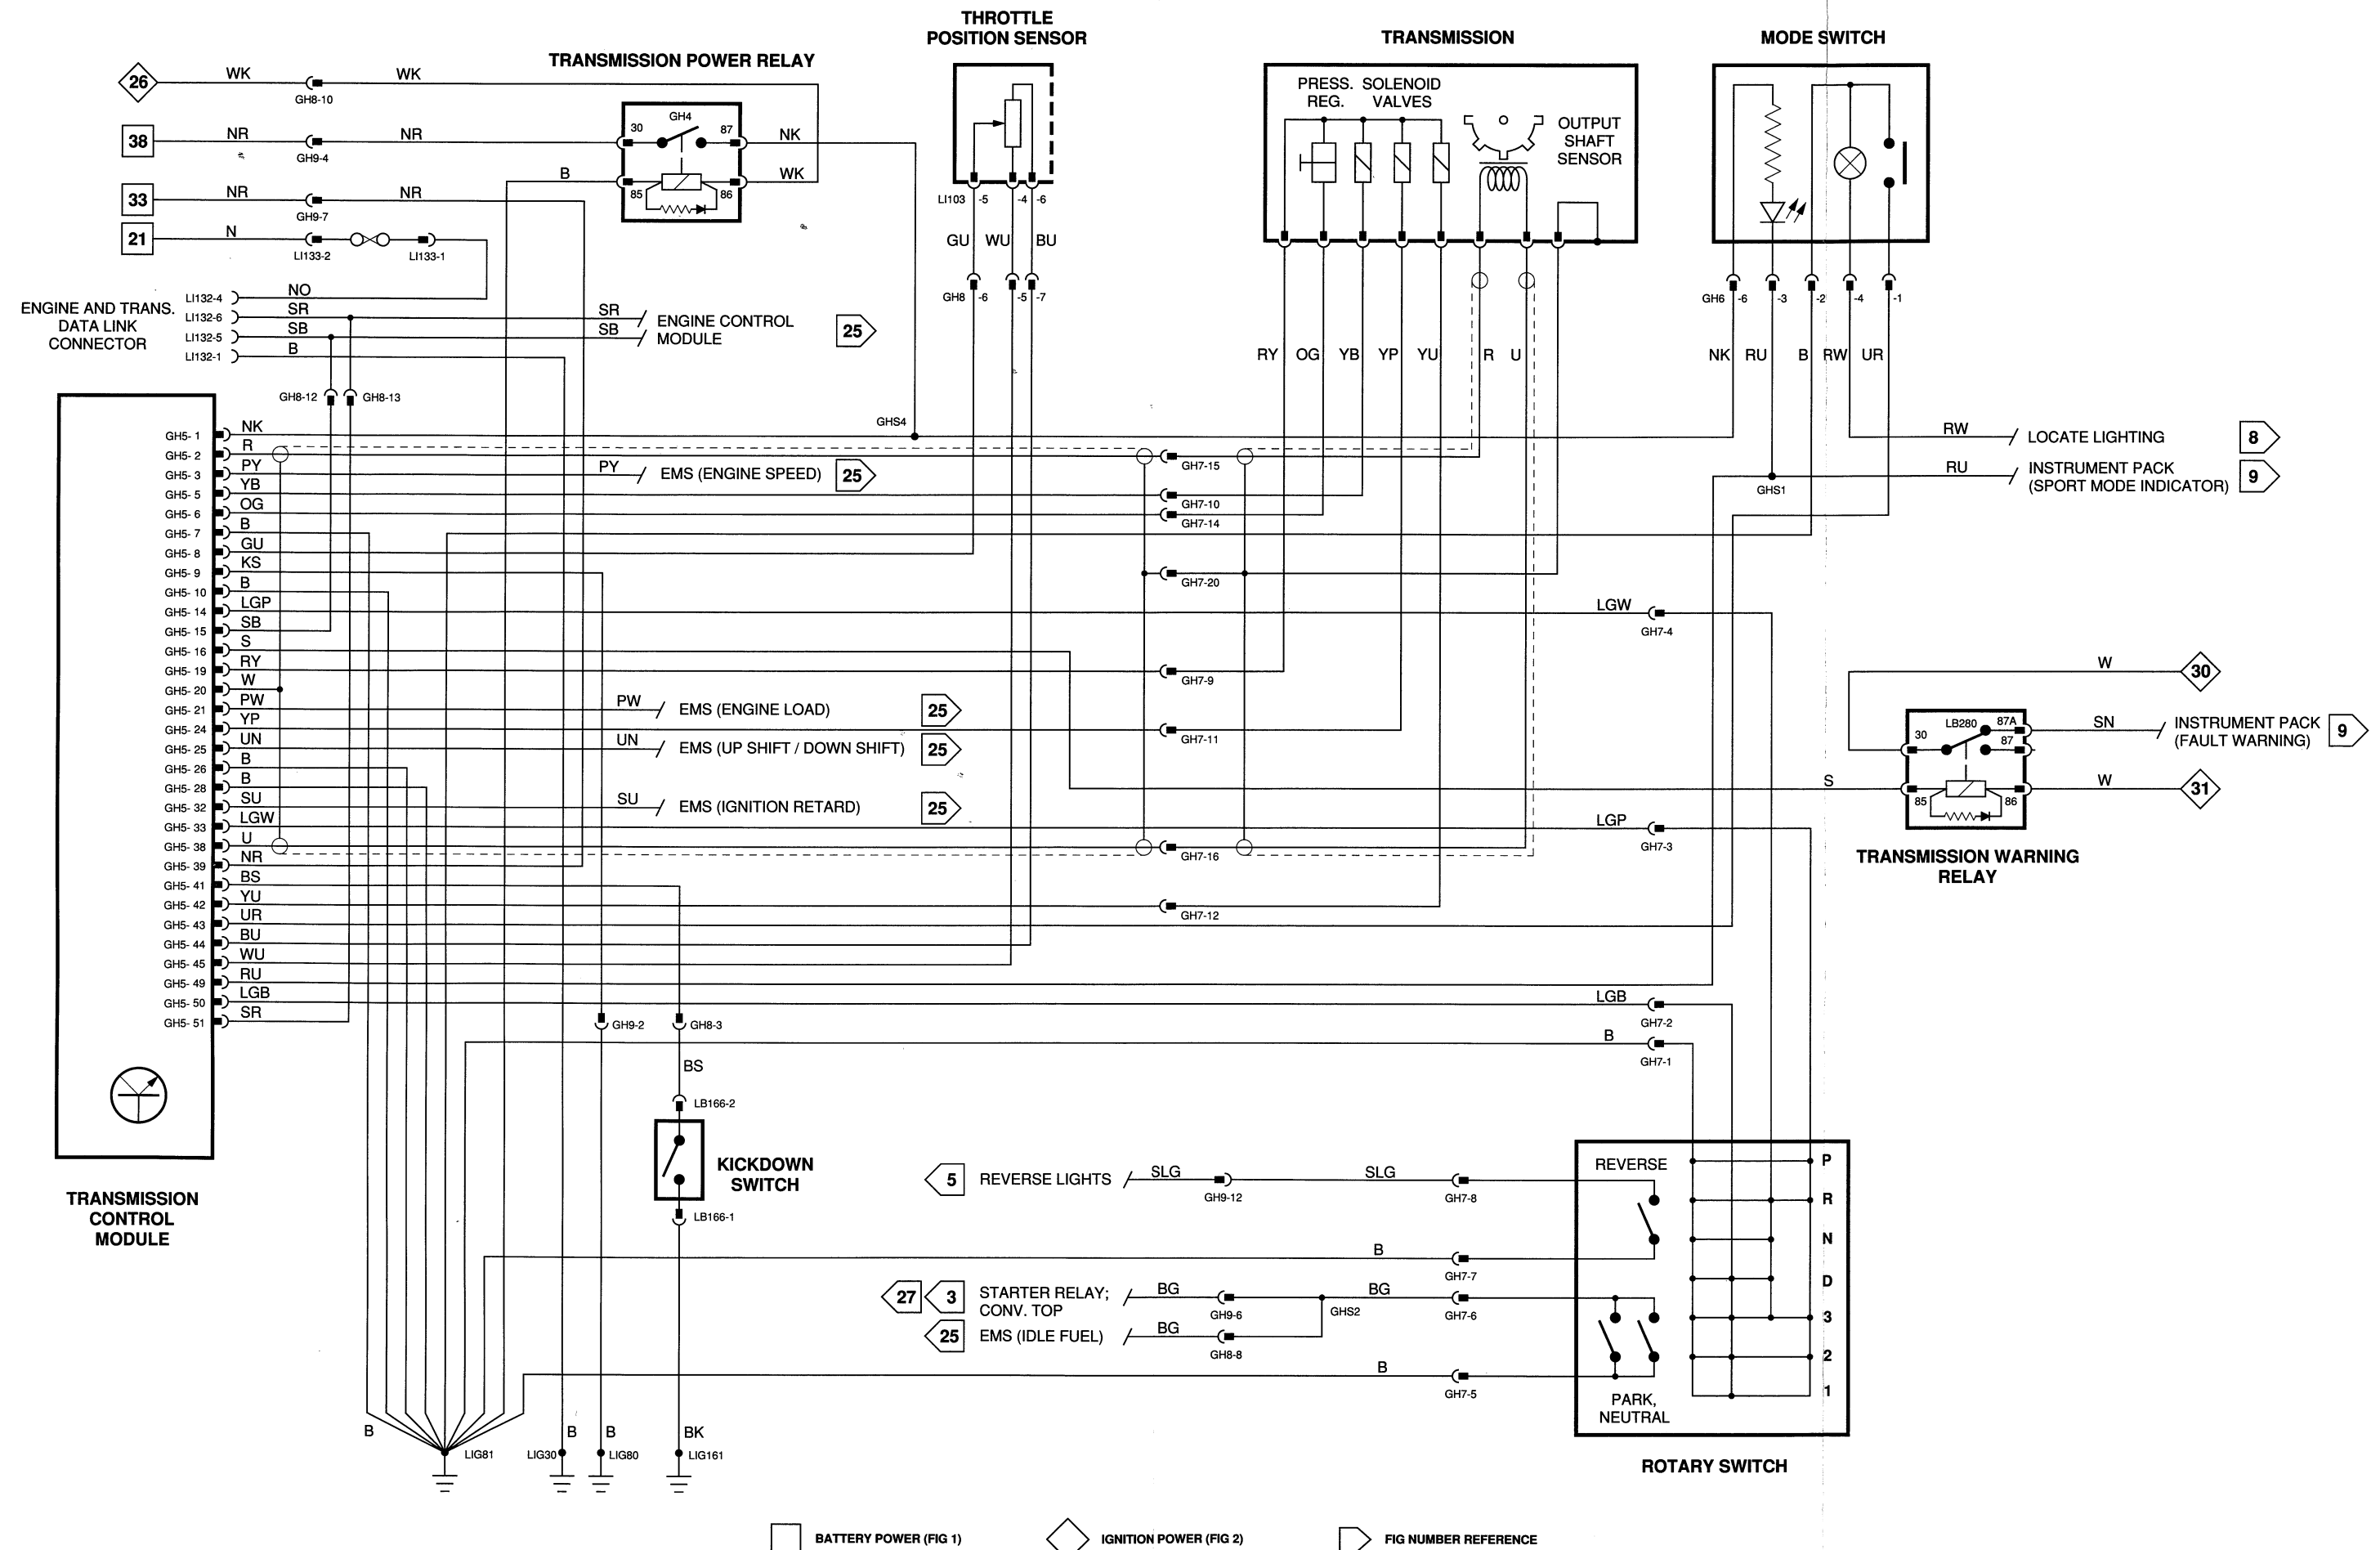 THROTTLE
POSITION SENSOR
TRANSMISSION
MODE SWITCH
TRANSMISSION POWER RELAY
26
WK
GH8-10
WK
38
NR
GH9-4
NR
33
NR
GH9-7
NR
21
N
LI133-2
LI133-1
GH4
30
87
85
86
NK
WK
B
LI103
-5
-4
-6
GU
WU
BU
GH8
-6
-5
-7
PRESS.
REG.
SOLENOID
VALVES
OUTPUT
SHAFT
SENSOR
RY
OG
YB
YP
YU
R
U
GH6
-6
-3
-2
-4
-1
NK
RU
B
RW
UR
ENGINE AND TRANS.
DATA LINK
CONNECTOR
LI132-4
NO
LI132-6
SR
LI132-5
SB
LI132-1
B
SR
SB
ENGINE CONTROL
MODULE
25
GH8-12
GH8-13
GHS4
GH5- 1
NK
GH5- 2
R
GH5- 3
PY
GH5- 5
YB
GH5- 6
OG
GH5- 7
B
GH5- 8
GU
GH5- 9
KS
GH5- 10
B
GH5- 14
LGP
GH5- 15
SB
GH5- 16
S
GH5- 19
RY
GH5- 20
W
GH5- 21
PW
GH5- 24
YP
GH5- 25
UN
GH5- 26
B
GH5- 28
B
GH5- 32
SU
GH5- 33
LGW
GH5- 38
U
GH5- 39
NR
GH5- 41
BS
GH5- 42
YU
GH5- 43
UR
GH5- 44
BU
GH5- 45
WU
GH5- 49
RU
GH5- 50
LGB
GH5- 51
SR
PY
EMS (ENGINE SPEED)
25
PW
EMS (ENGINE LOAD)
25
UN
EMS (UP SHIFT / DOWN SHIFT)
25
SU
EMS (IGNITION RETARD)
25
GH7-15
GH7-10
GH7-14
GH7-20
GH7-9
GH7-11
GH7-16
GH7-12
RW
LOCATE LIGHTING
8
GHS1
RU
INSTRUMENT PACK
(SPORT MODE INDICATOR)
9
LGW
GH7-4
W
30
LB280
87A
30
87
85
86
SN
INSTRUMENT PACK
(FAULT WARNING)
9
S
W
31
TRANSMISSION WARNING
RELAY
LGP
GH7-3
LGB
GH7-2
B
GH7-1
GH9-2
GH8-3
BS
LB166-2
KICKDOWN
SWITCH
LB166-1
TRANSMISSION
CONTROL
MODULE
5
REVERSE LIGHTS
SLG
GH9-12
SLG
GH7-8
B
GH7-7
27
3
STARTER RELAY;
CONV. TOP
BG
GH9-6
GHS2
BG
GH7-6
25
EMS (IDLE FUEL)
BG
GH8-8
B
GH7-5
REVERSE
PARK,
NEUTRAL
P
R
N
D
3
2
1
ROTARY SWITCH
B
LIG81
LIG30
B
B
LIG80
BK
LIG161
BATTERY POWER (FIG 1)
IGNITION POWER (FIG 2)
FIG NUMBER REFERENCE